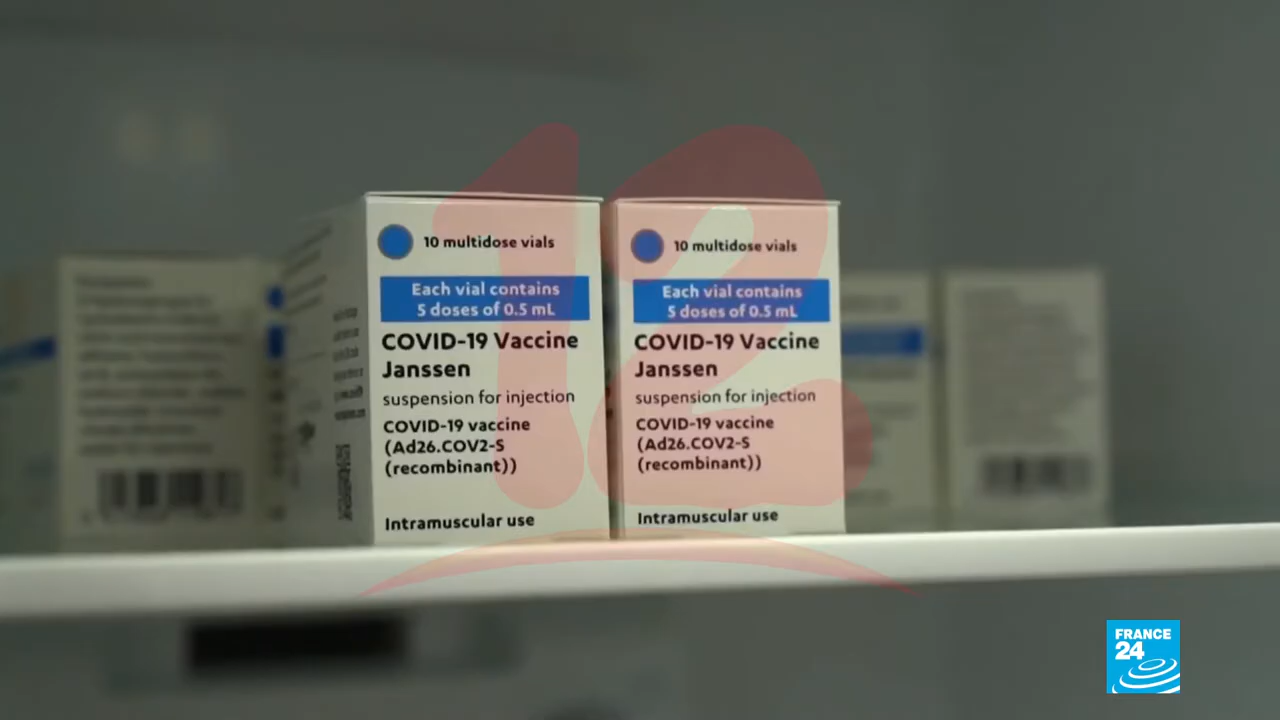 10 multidose vials
Each vial contains
5 doses of 0.5 mL
COVID-19 Vaccine
Janssen
suspension for injection
COVID-19 vaccine
(Ad26.COV2-S
(recombinant))
Intramuscular use
10 multidose vials
Each vial contains
5 doses of 0.5 mL
COVID-19 Vaccine
Janssen
suspension for injection
COVID-19 vaccine
(Ad26.COV2-S
(recombinant))
Intramuscular use
12
FRANCE
24